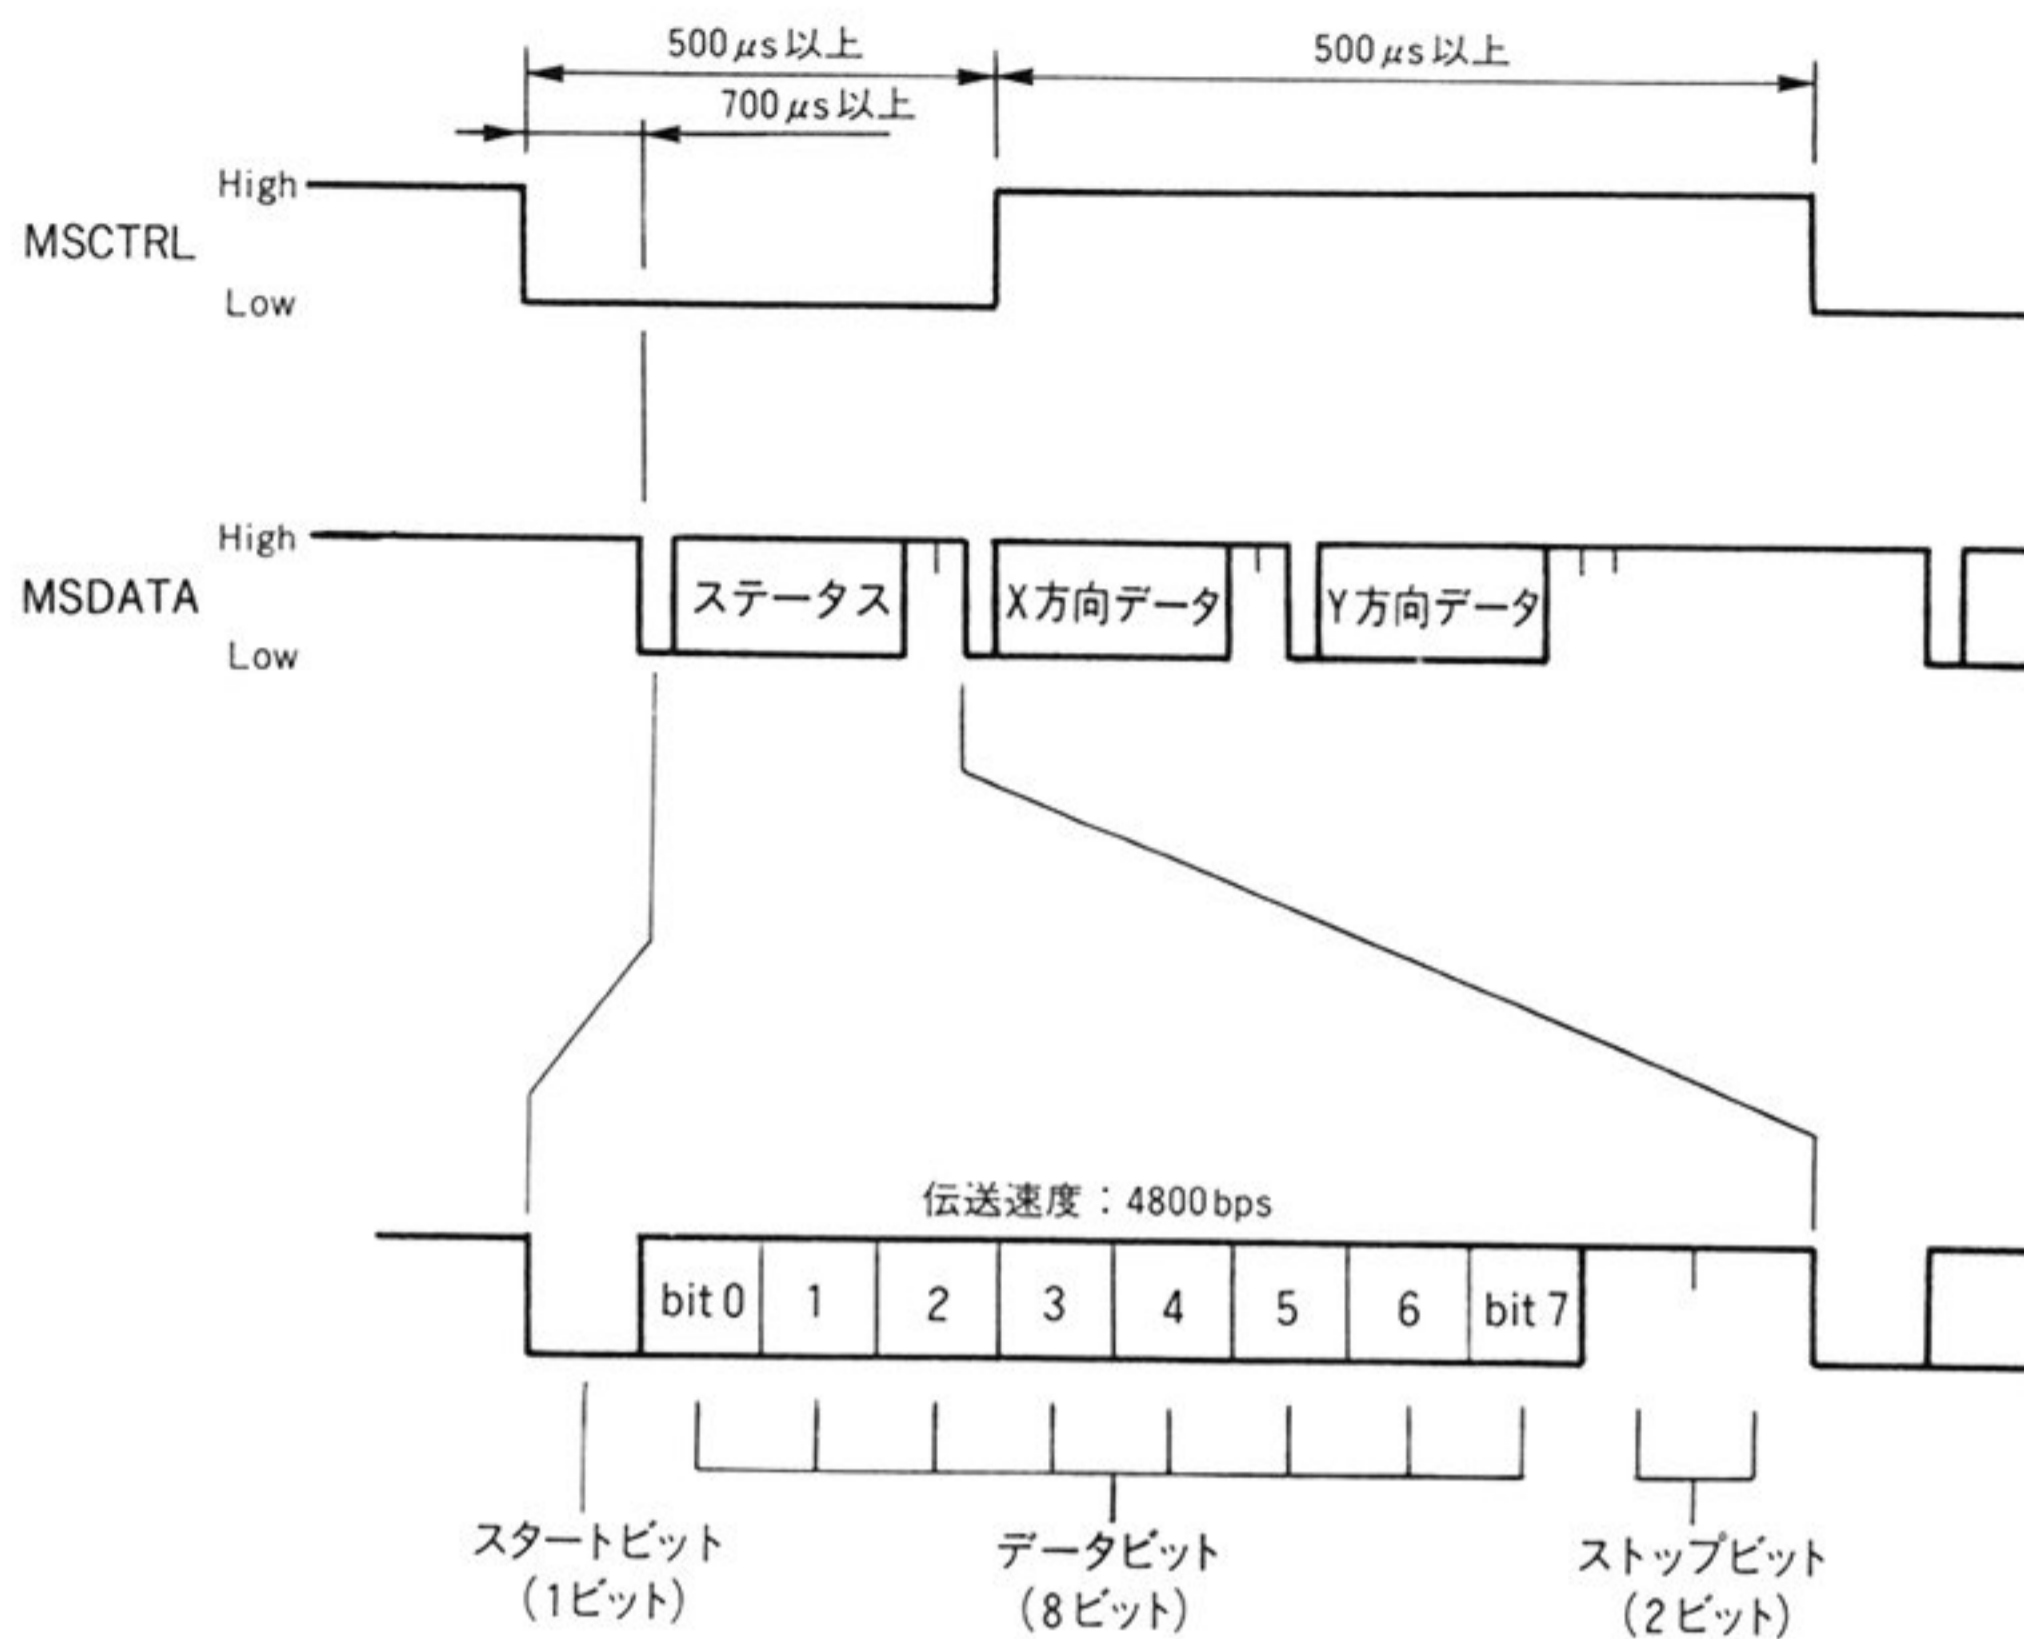 500μs以上
500μs以上
700μs以上
High
MSCTRL
Low
High
MSDATA
ステータス
X方向データ
Y方向データ
Low
伝送速度：4800bps
bit 0
1
2
3
4
5
6
bit 7
スタートビット
(1ビット)
データビット
(8ビット)
ストップビット
(2ビット)